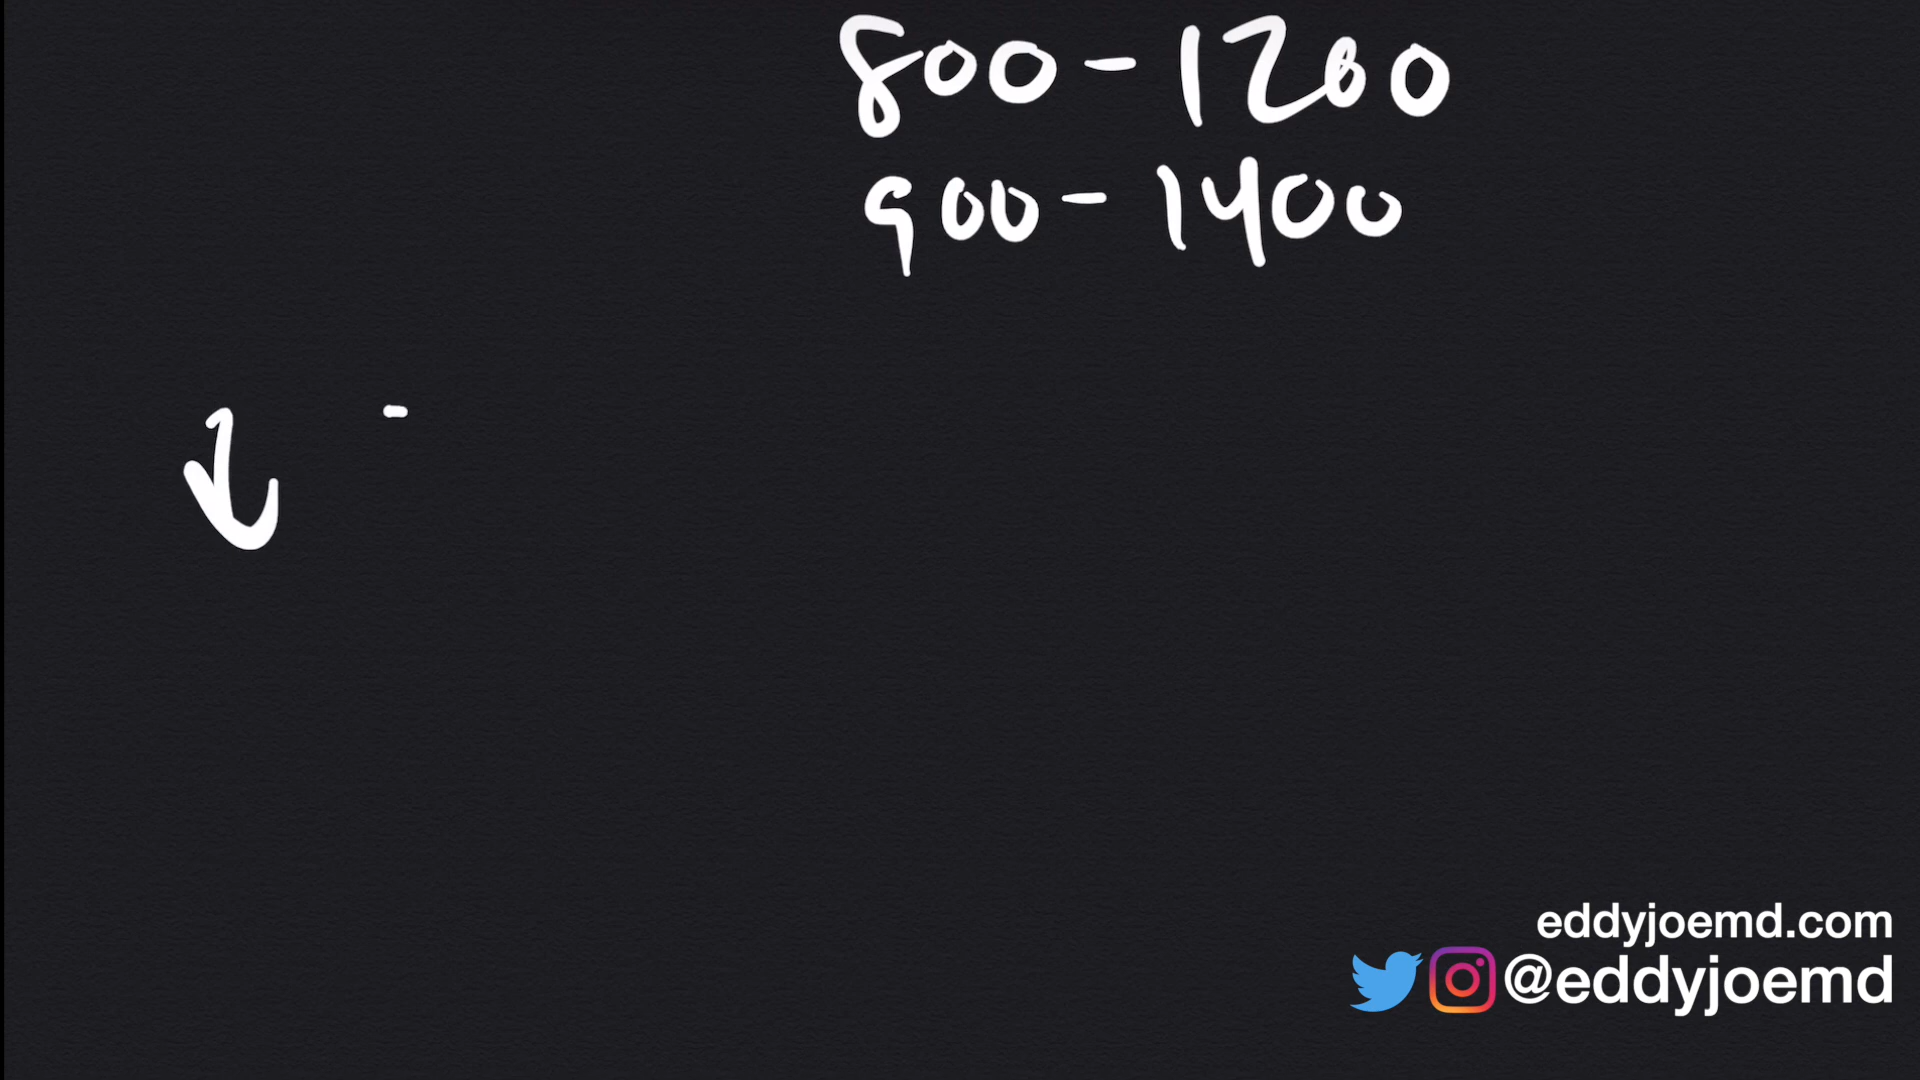 800 - 1200
900 - 1400
↓ -
eddyjoemd.com
@eddyjoemd